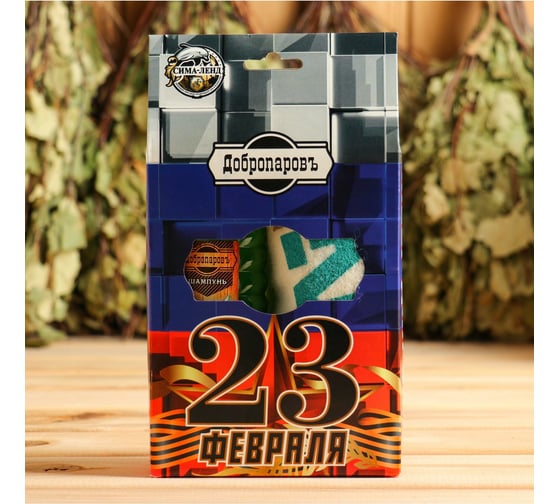 СИМА-ЛЕНД
Добропаровъ
Добропаровъ
ШАМПУНЬ
23
ФЕВРАЛЯ